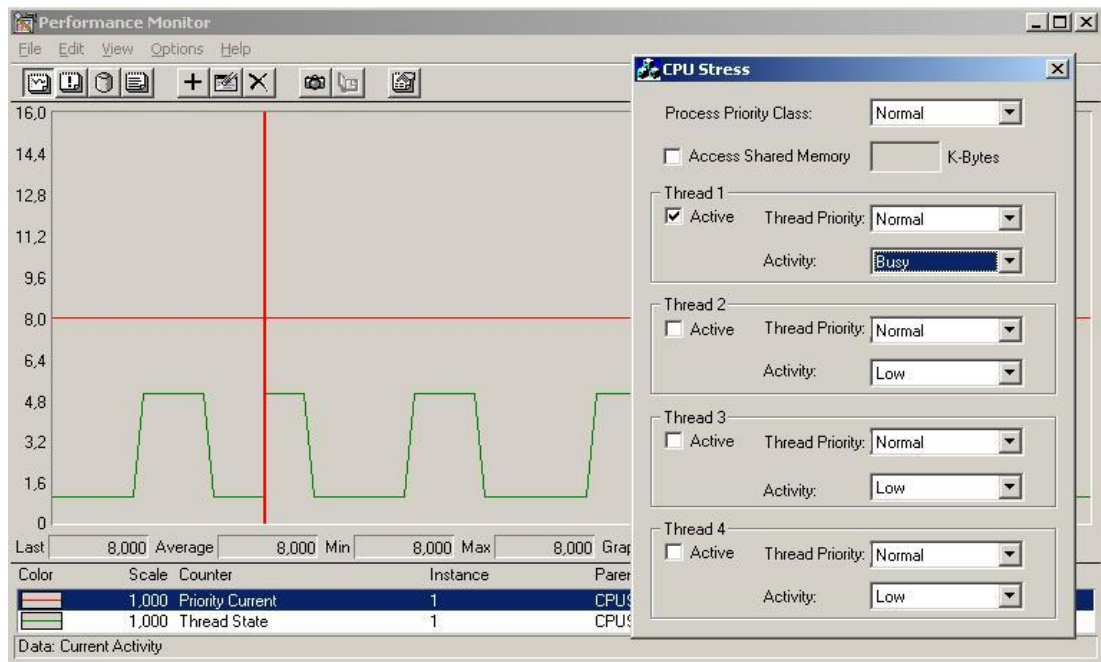 Performance Monitor
File Edit View Options Help
16,0
14,4
12,8
11,2
9,6
8,0
6,4
4,8
3,2
1,6
0
Last 8,000 Average 8,000 Min 8,000 Max 8,000 Grap
Color Scale Counter Instance Paren
1,000 Priority Current 1 CPUS
1,000 Thread State 1 CPUS
Data: Current Activity
CPU Stress
Process Priority Class: Normal
Access Shared Memory K-Bytes
Thread 1
Active Thread Priority: Normal
Activity: Busy
Thread 2
Active Thread Priority: Normal
Activity: Low
Thread 3
Active Thread Priority: Normal
Activity: Low
Thread 4
Active Thread Priority: Normal
Activity: Low